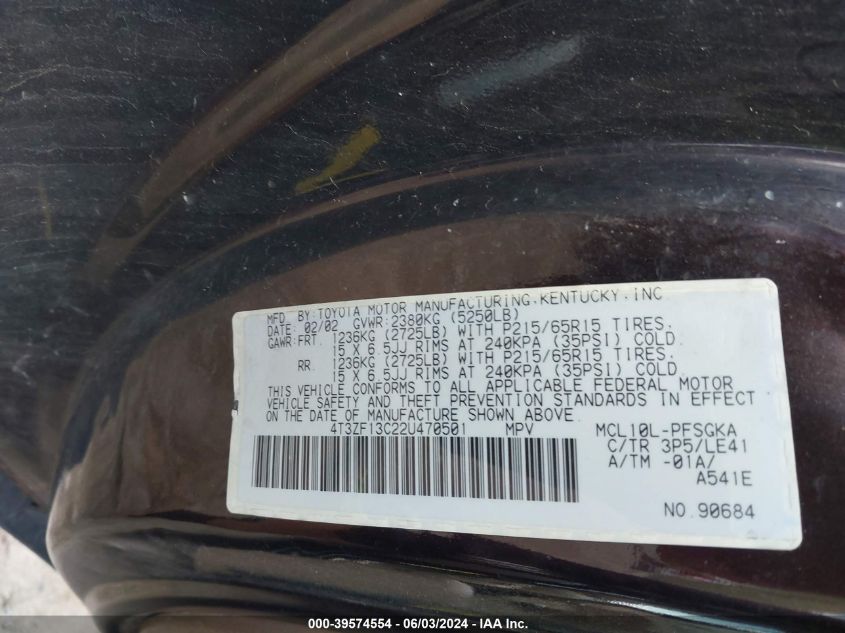 MFD BY:TOYOTA MOTOR MANUFACTURING,KENTUCKY,INC
DATE: 02/02 GVWR:2380KG (5250LB)
GAWR:FRT. 1236KG (2725LB) WITH P215/65R15 TIRES.
15 X 6.5JJ RIMS AT 240KPA (35PSI) COLD.
RR. 1236KG (2725LB) WITH P215/65R15 TIRES.
15 X 6.5JJ RIMS AT 240KPA (35PSI) COLD.
THIS VEHICLE CONFORMS TO ALL APPLICABLE FEDERAL MOTOR
VEHICLE SAFETY AND THEFT PREVENTION STANDARDS IN EFFECT
ON THE DATE OF MANUFACTURE SHOWN ABOVE.
4T3ZF13C22U470501 MPV MCL10L-PFSGKA
C/TR 3P5/LE41
A/TM -01A/
A541E
NO.90684
000-39574554 | 06/03/2024 - IAA Inc.